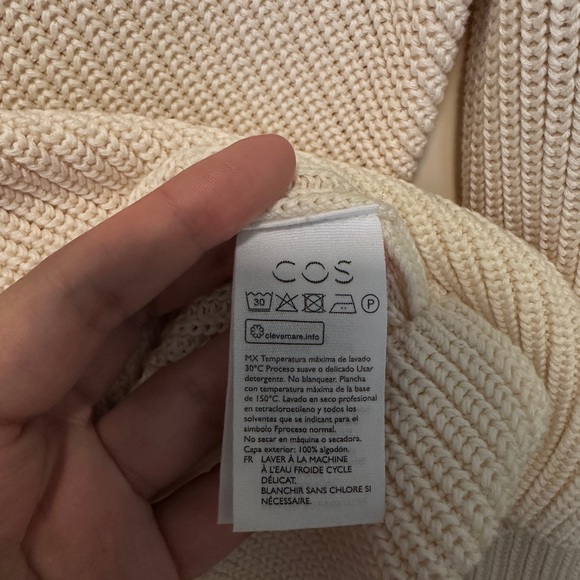 COS
30 P
clevercare.info
MX Temperatura máxima de lavado
30°C Proceso suave o delicado Usar
detergente. No blanquear. Plancha
con temperatura máxima de la base
de 150°C. Lavado en seco profesional
en tetracloroetileno y todos los
solventes que se indican para el
símbolo Fproceso normal.
No secar en máquina o secadora.
Capa exterior: 100% algodón.
FR LAVER À LA MACHINE
À L'EAU FROIDE CYCLE
DÉLICAT.
BLANCHIR SANS CHLORE SI
NÉCESSAIRE.